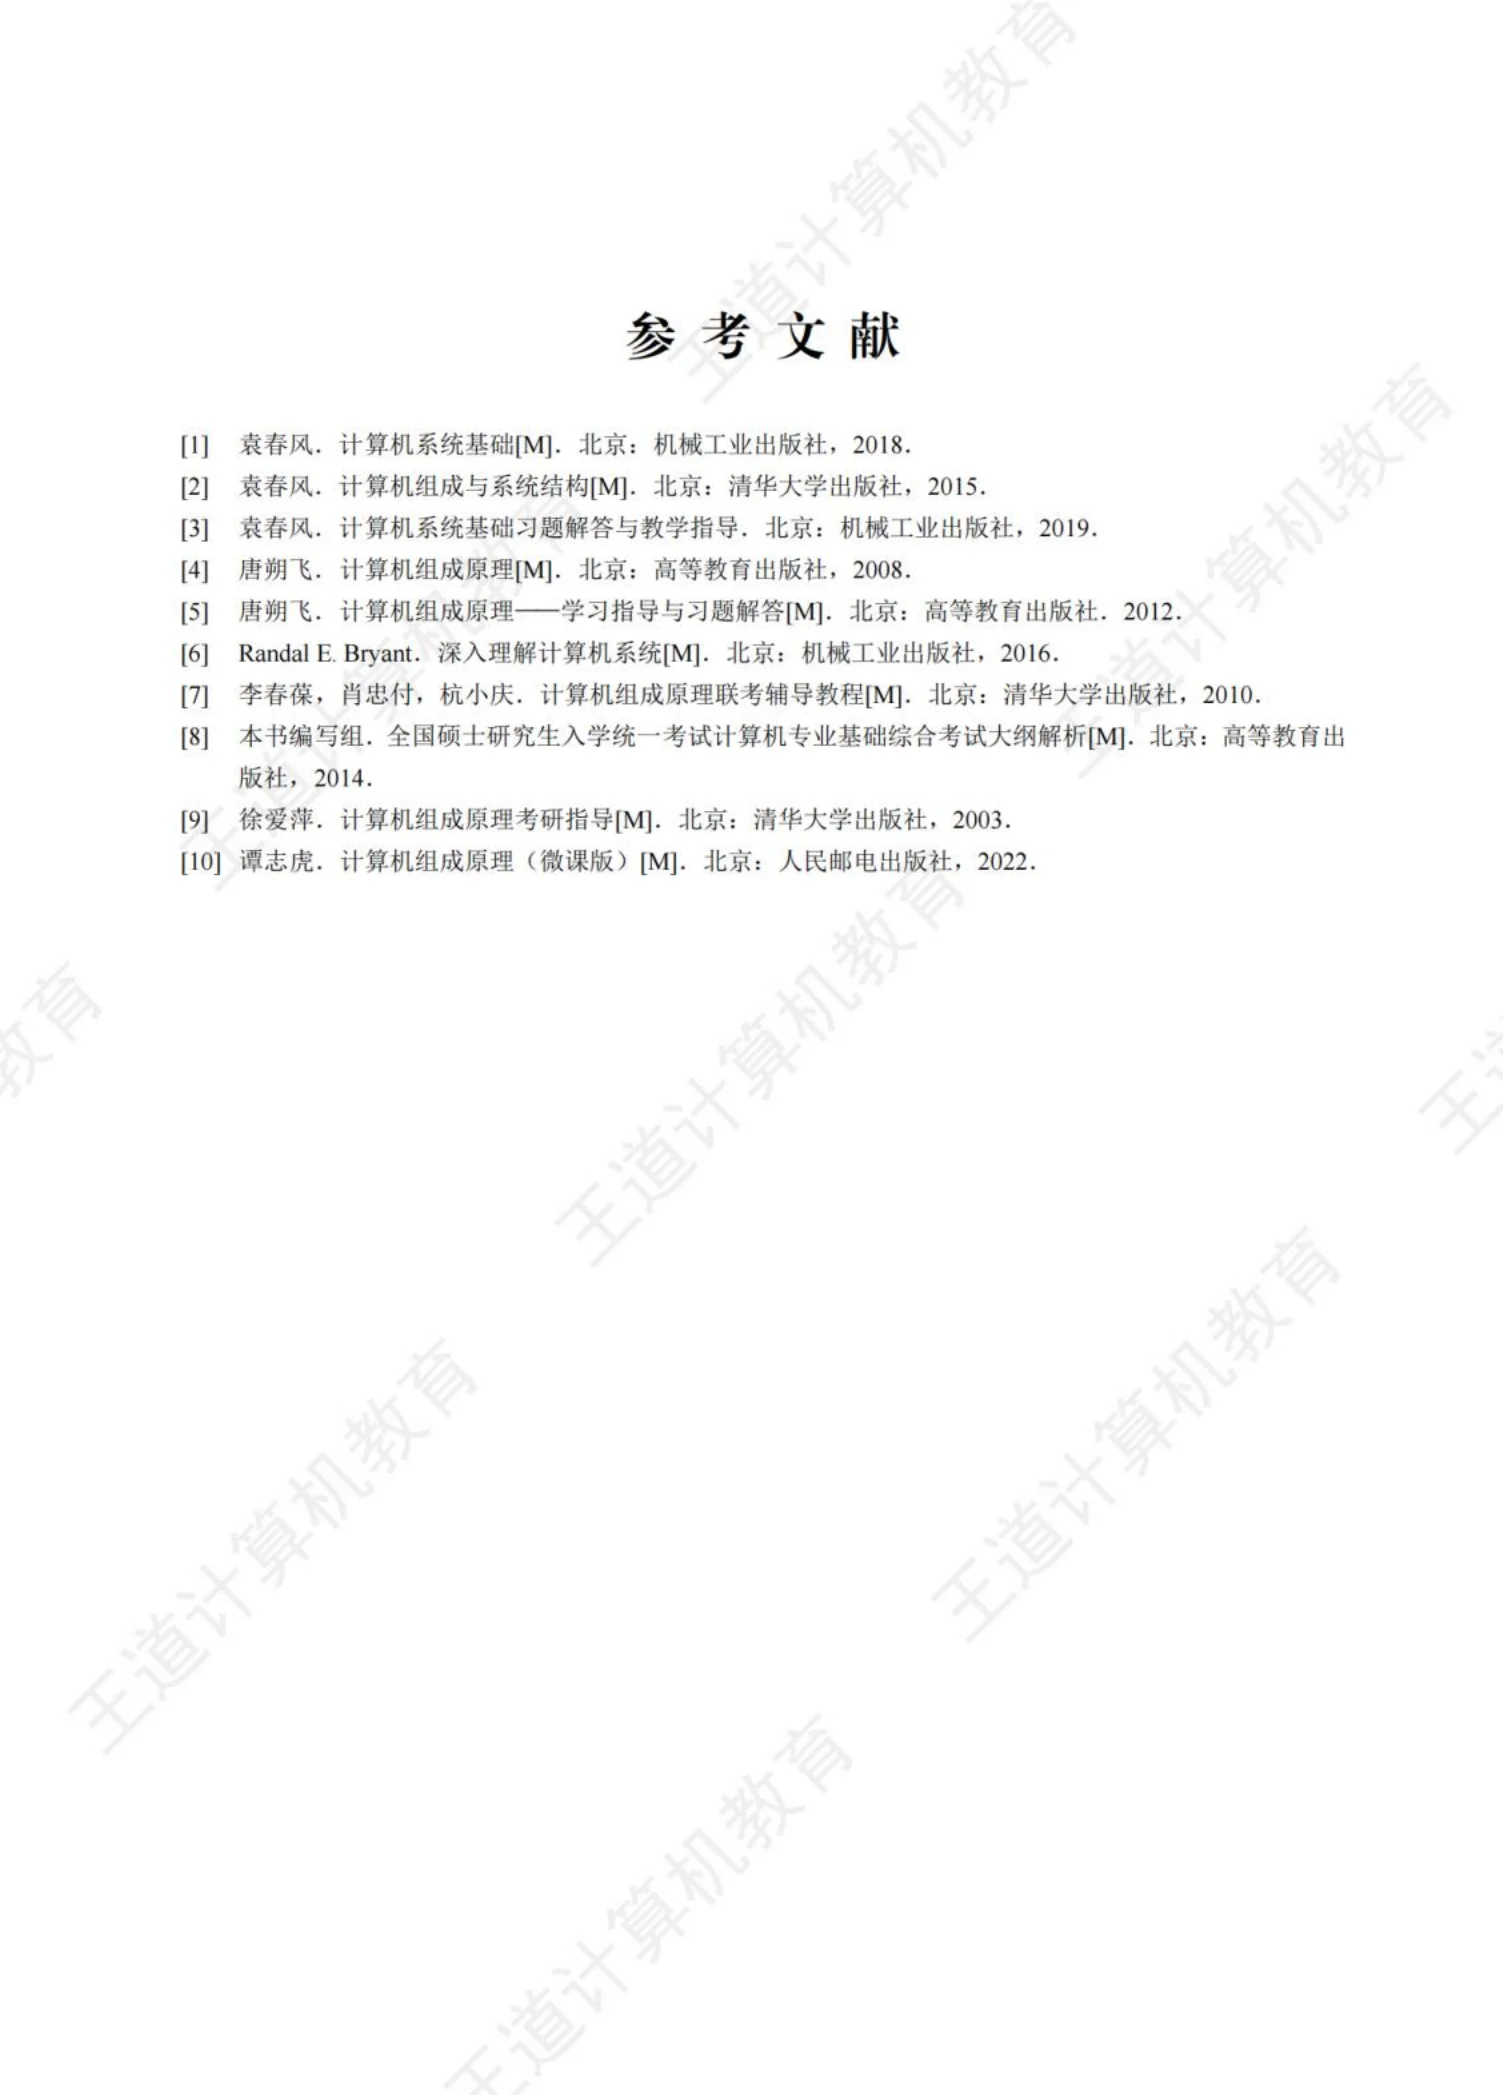 参考文献
[1] 袁春风．计算机系统基础[M]．北京：机械工业出版社，2018．
[2] 袁春风．计算机组成与系统结构[M]．北京：清华大学出版社，2015．
[3] 袁春风．计算机系统基础习题解答与教学指导．北京：机械工业出版社，2019．
[4] 唐朔飞．计算机组成原理[M]．北京：高等教育出版社，2008．
[5] 唐朔飞．计算机组成原理——学习指导与习题解答[M]．北京：高等教育出版社．2012．
[6] Randal E. Bryant．深入理解计算机系统[M]．北京：机械工业出版社，2016．
[7] 李春葆，肖忠付，杭小庆．计算机组成原理联考辅导教程[M]．北京：清华大学出版社，2010．
[8] 本书编写组．全国硕士研究生入学统一考试计算机专业基础综合考试大纲解析[M]．北京：高等教育出
版社，2014．
[9] 徐爱萍．计算机组成原理考研指导[M]．北京：清华大学出版社，2003．
[10] 谭志虎．计算机组成原理（微课版）[M]．北京：人民邮电出版社，2022．
王道计算机教育
王道计算机教育
王道计算机教育
教育
王道计算机教育
王道
王道计算机教育
王道计算机教育
王道计算机教育